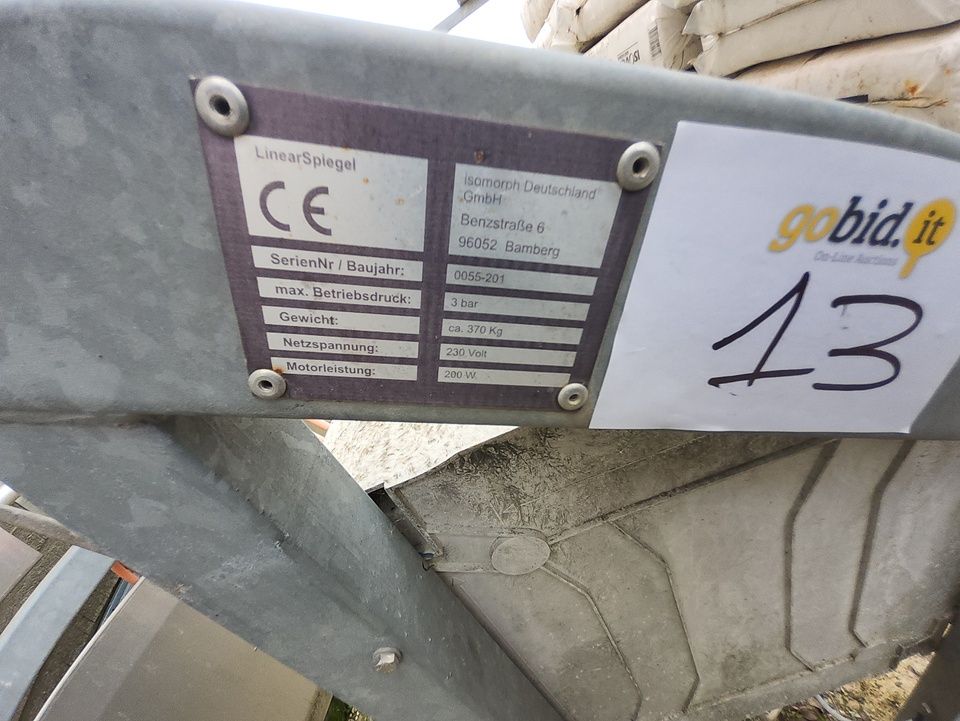 LinearSpiegel
CE
isomorph Deutschland
GmbH
Benzstraße 6
96052 Bamberg
SerienNr / Baujahr:
0055-201
max. Betriebsdruck:
3 bar
Gewicht:
ca. 370 Kg
Netzspannung:
230 Volt
Motorleistung:
200 W.
gobid.it
On-Line Auctions
13